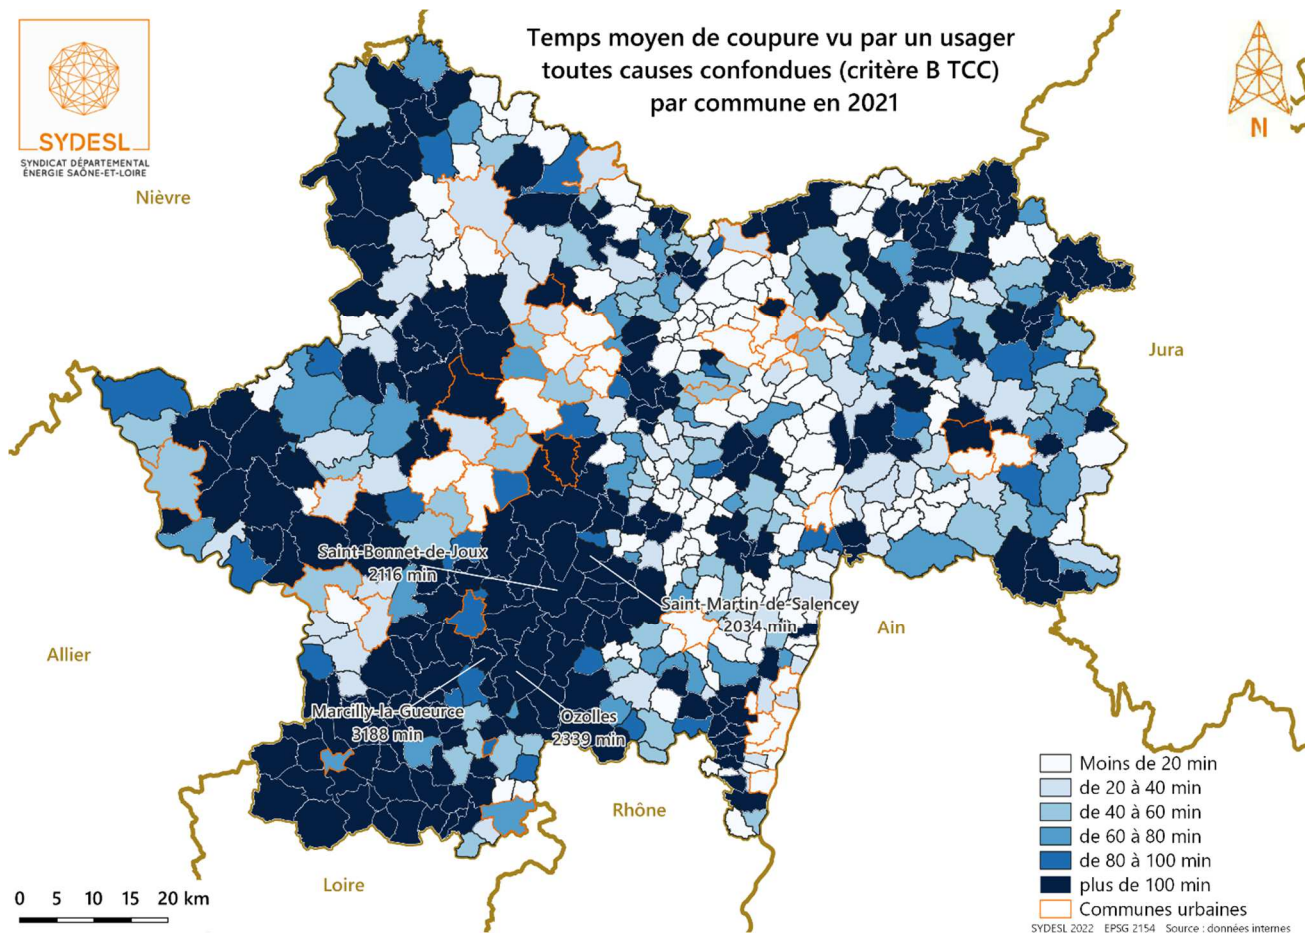 Temps moyen de coupure vu par un usager
toutes causes confondues (critère B TCC)
par commune en 2021
SYDESL
SYNDICAT DÉPARTEMENTAL
ÉNERGIE SAÔNE-ET-LOIRE
N
Nièvre
Jura
Saint-Bonnet-de-Joux
2116 min
Saint-Martin-de-Salencey
2034 min
Ain
Allier
Marcilly-la-Gueurce
3188 min
Ozolles
2339 min
Rhône
Loire
Moins de 20 min
de 20 à 40 min
de 40 à 60 min
de 60 à 80 min
de 80 à 100 min
plus de 100 min
Communes urbaines
0 5 10 15 20 km
SYDESL 2022 EPSG 2154 Source : données internes